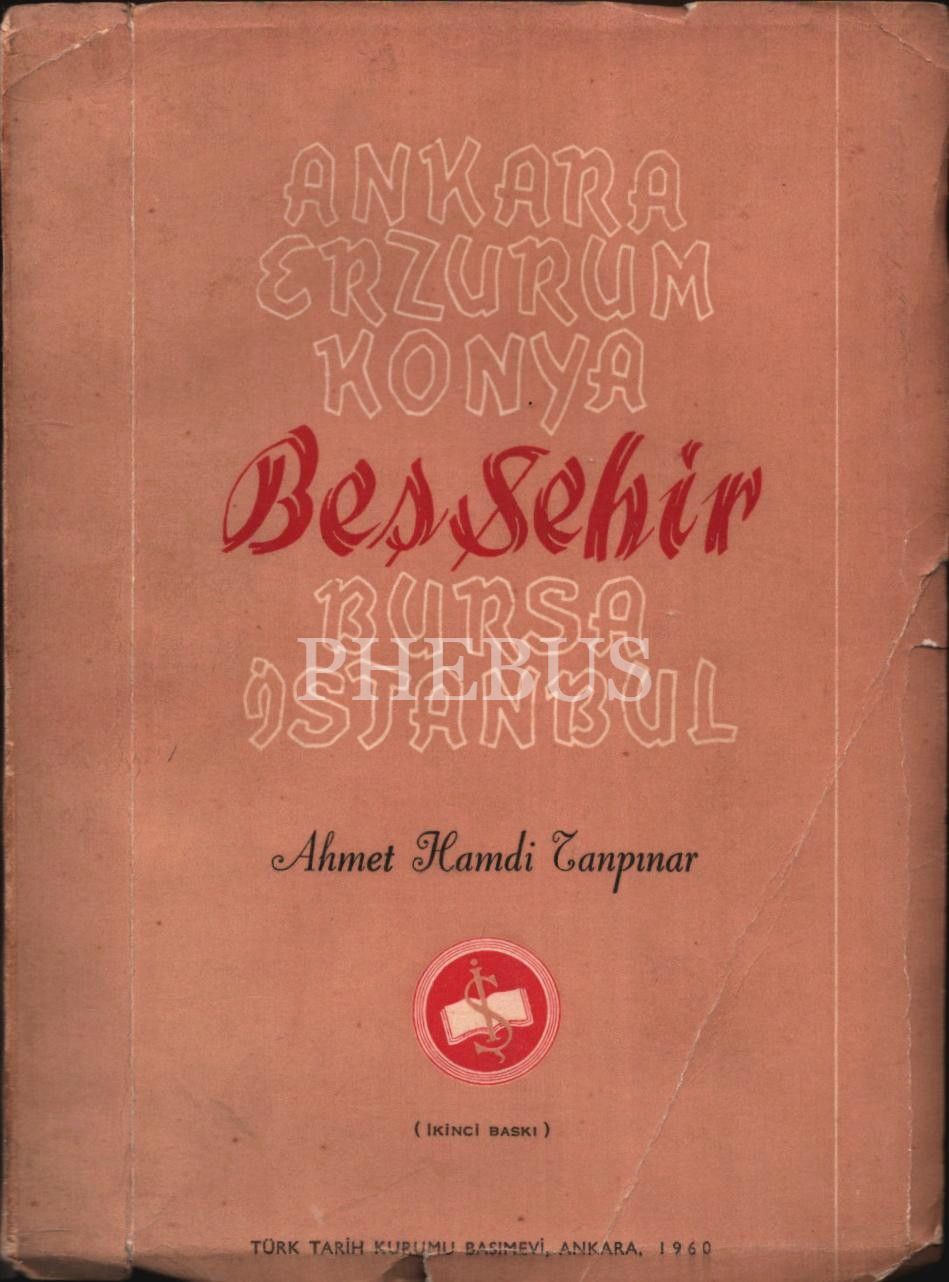 ANKARA
ERZURUM
KONYA
Beş Şehir
BURSA
PHEBUS
İSTANBUL
Ahmet Hamdi Tanpınar
İŞ
(İKİNCİ BASKI)
TÜRK TARİH KURUMU BASIMEVİ, ANKARA, 1960